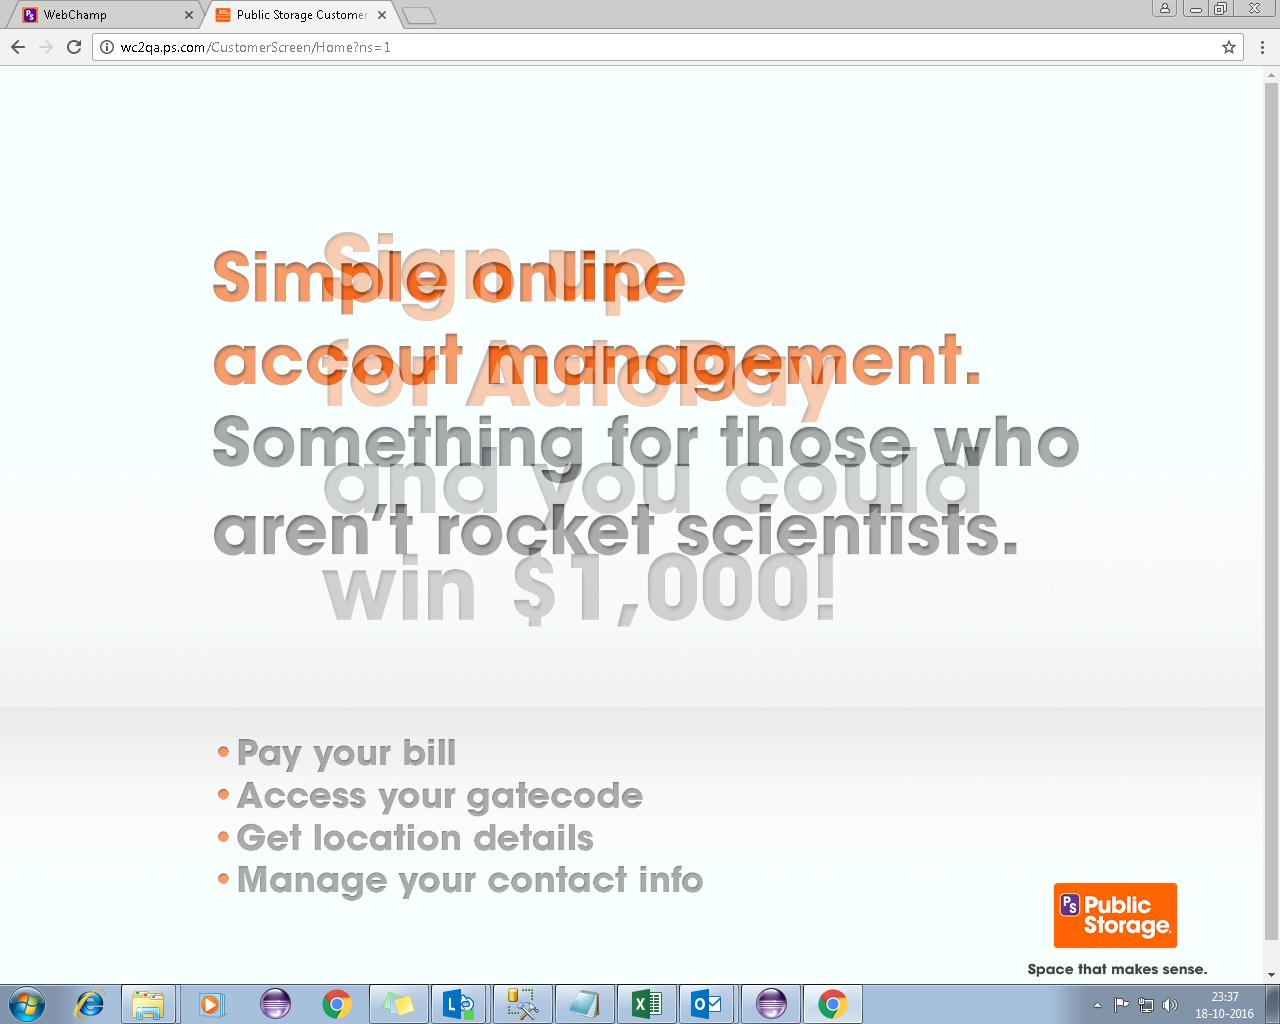 WebChamp
Public Storage Customer
wc2qa.ps.com/CustomerScreen/Home?ns=1
Simple online
accout management.
Something for those who
aren't rocket scientists.
Sign up
for AutoPay
and you could
win $1,000!
• Pay your bill
• Access your gatecode
• Get location details
• Manage your contact info
PS Public
Storage
Space that makes sense.
23:37
18-10-2016